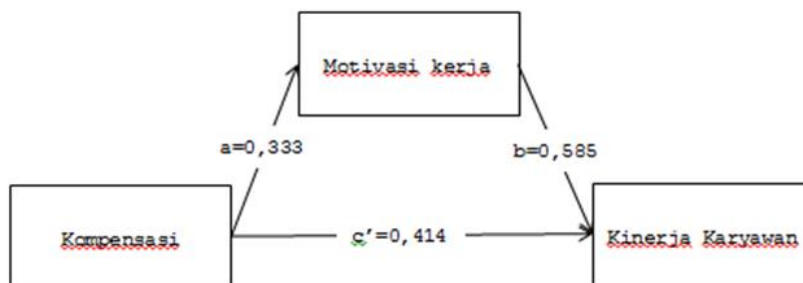 Motivasi kerja
a=0,333
b=0,585
Kompensasi
c’=0,414
Kinerja Karyawan